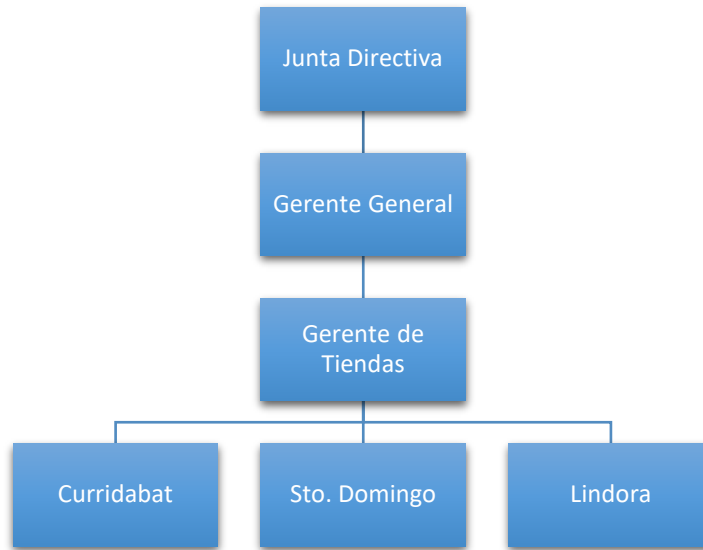 Junta Directiva
Gerente General
Gerente de
Tiendas
Curridabat
Sto. Domingo
Lindora